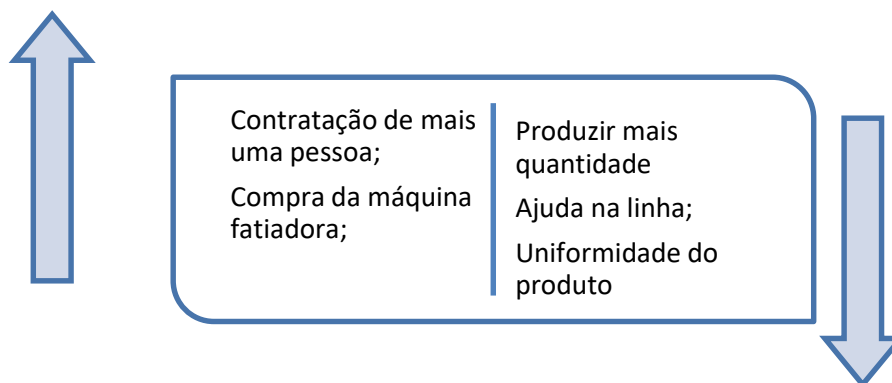 Contratação de mais
uma pessoa;
Compra da máquina
fatiadora;
Produzir mais
quantidade
Ajuda na linha;
Uniformidade do
produto